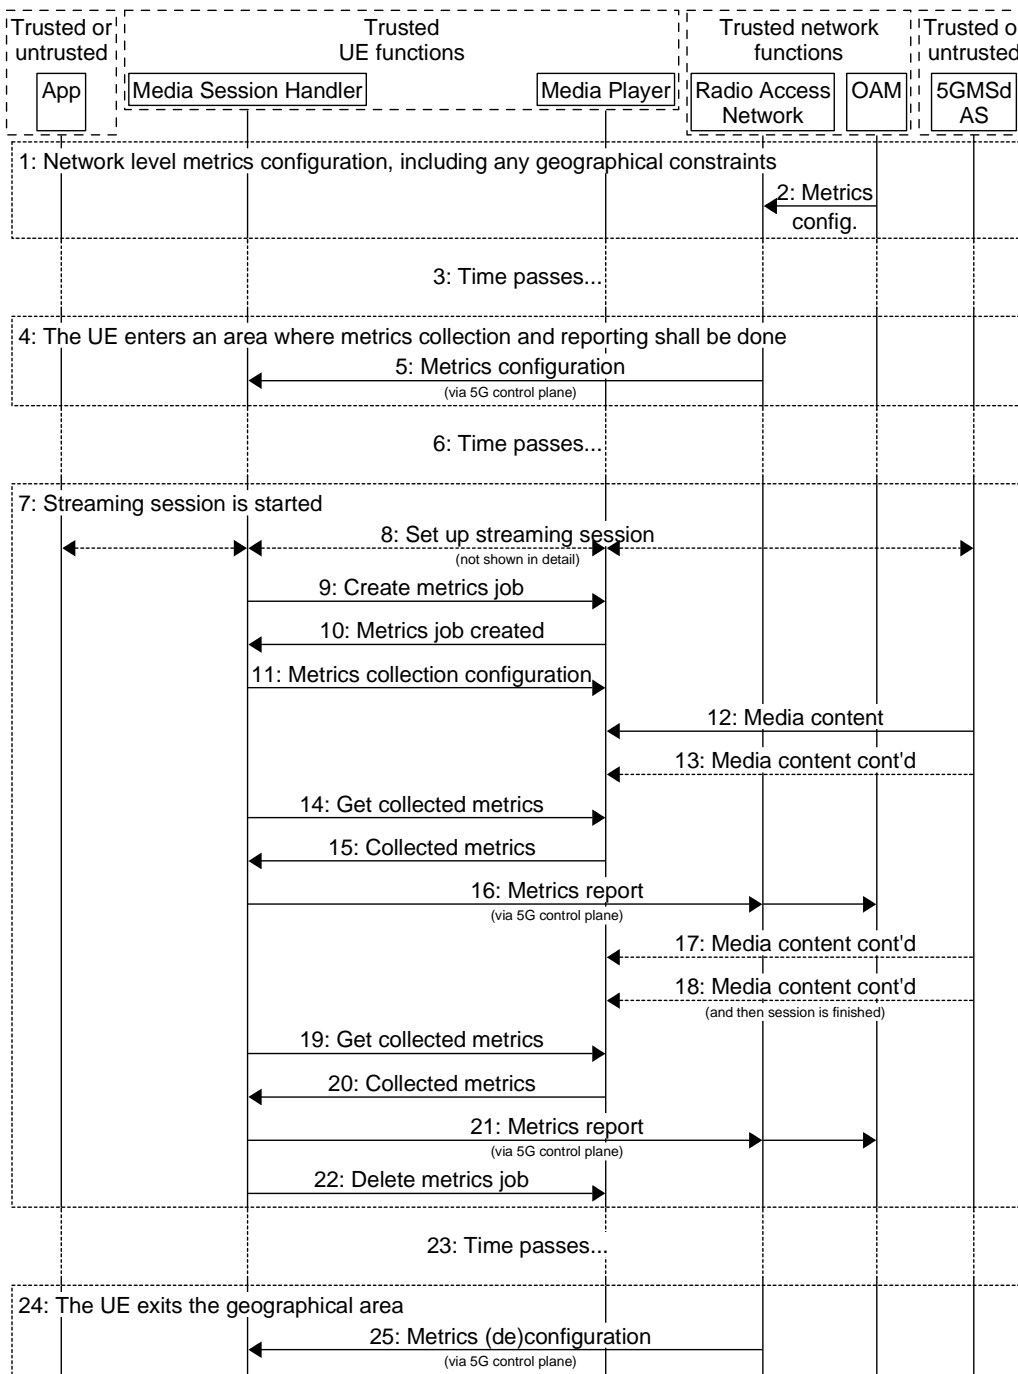 Trusted or
untrusted
Trusted
UE functions
Trusted network
functions
Trusted o
untrusted
App
Media Session Handler
Media Player
Radio Access
Network
OAM
5GMSd
AS
1: Network level metrics configuration, including any geographical constraints
2: Metrics
config.
3: Time passes...
4: The UE enters an area where metrics collection and reporting shall be done
5: Metrics configuration
(via 5G control plane)
6: Time passes...
7: Streaming session is started
8: Set up streaming session
(not shown in detail)
9: Create metrics job
10: Metrics job created
11: Metrics collection configuration
12: Media content
13: Media content cont'd
14: Get collected metrics
15: Collected metrics
16: Metrics report
(via 5G control plane)
17: Media content cont'd
18: Media content cont'd
(and then session is finished)
19: Get collected metrics
20: Collected metrics
21: Metrics report
(via 5G control plane)
22: Delete metrics job
23: Time passes...
24: The UE exits the geographical area
25: Metrics (de)configuration
(via 5G control plane)